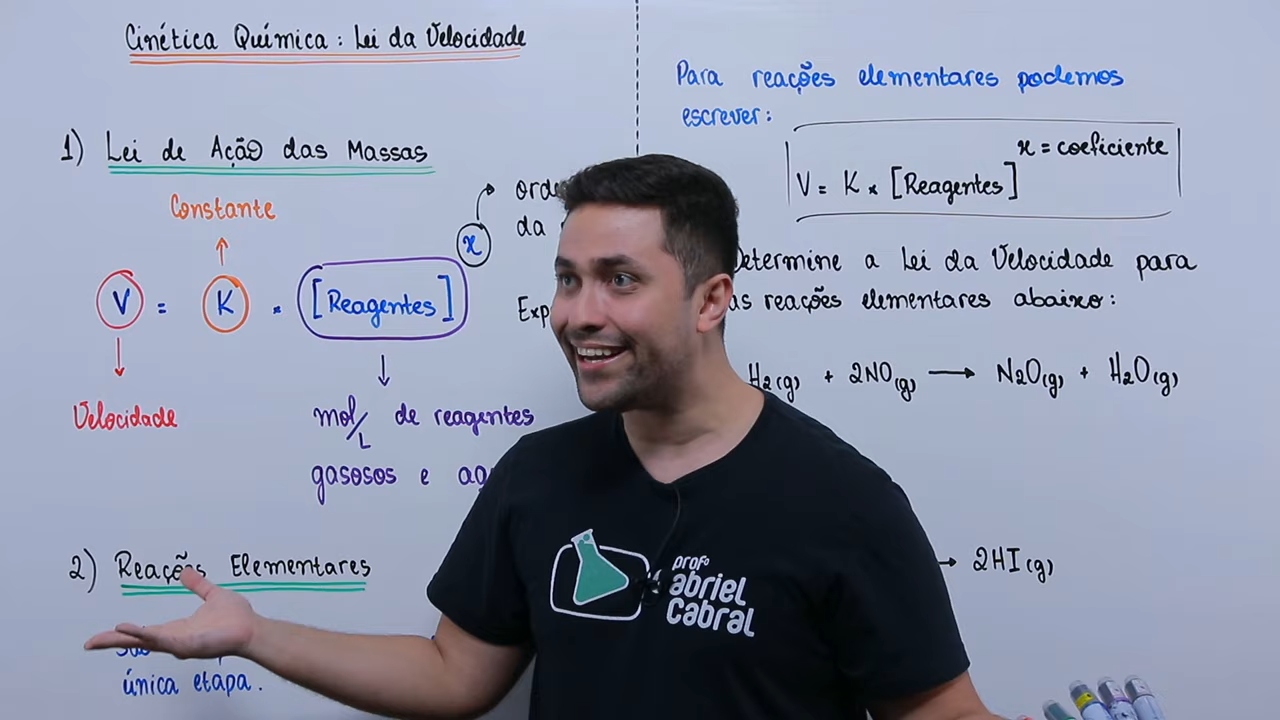 Cinética Química: Lei da Velocidade
1) Lei de Ação das Massas
Constante
x
da
V = K × [Reagentes]
Velocidade
mol/L de reagentes
gasosos e
2) Reações Elementares
única etapa.
Para reações elementares podemos
escrever:
x = coeficiente
V = K × [Reagentes]
Determine a Lei da Velocidade para
as reações elementares abaixo:
H2(g) + 2NO(g) → N2O(g) + H2O(g)
→ 2HI(g)
profº
abriel
Cabral